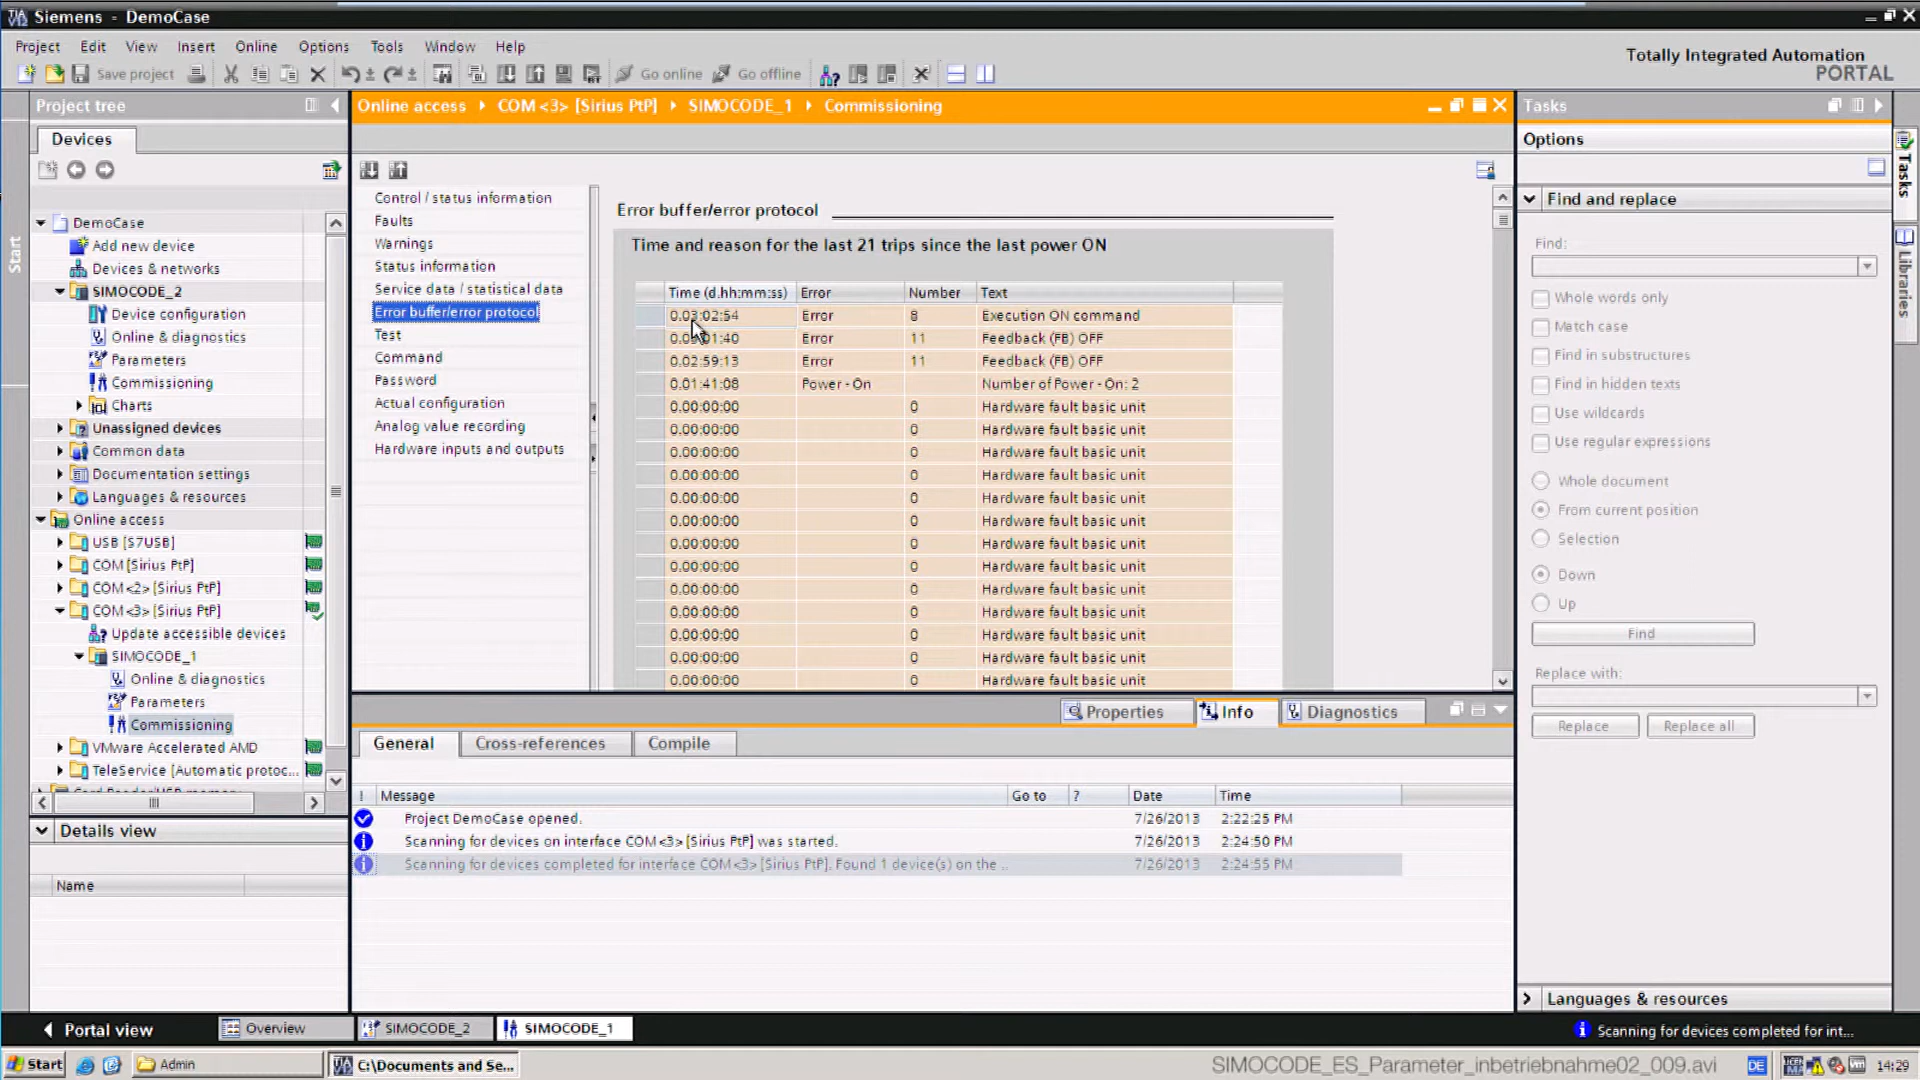 Siemens - DemoCase
Project Edit View Insert Online Options Tools Window Help
Totally Integrated Automation
PORTAL
Save project Go online Go offline
Project tree
Devices
Start
DemoCase
Add new device
Devices & networks
SIMOCODE_2
Device configuration
Online & diagnostics
Parameters
Commissioning
Charts
Unassigned devices
Common data
Documentation settings
Languages & resources
Online access
USB [S7USB]
COM [Sirius PtP]
COM <2> [Sirius PtP]
COM <3> [Sirius PtP]
Update accessible devices
SIMOCODE_1
Online & diagnostics
Parameters
Commissioning
VMware Accelerated AMD
TeleService [Automatic protoc...
Details view
Name
Online access COM <3> [Sirius PtP] SIMOCODE_1 Commissioning
Control / status information
Faults
Warnings
Status information
Service data / statistical data
Error buffer/error protocol
Test
Command
Password
Actual configuration
Analog value recording
Hardware inputs and outputs
Error buffer/error protocol
Time and reason for the last 21 trips since the last power ON
Time (d.hh:mm:ss) Error Number Text
0.03:02:54 Error 8 Execution ON command
Error 11 Feedback (FB) OFF
0.02:59:13 Error 11 Feedback (FB) OFF
0.01:41:08 Power - On Number of Power - On: 2
0.00:00:00 0 Hardware fault basic unit
0.00:00:00 0 Hardware fault basic unit
0.00:00:00 0 Hardware fault basic unit
0.00:00:00 0 Hardware fault basic unit
0.00:00:00 0 Hardware fault basic unit
0.00:00:00 0 Hardware fault basic unit
0.00:00:00 0 Hardware fault basic unit
0.00:00:00 0 Hardware fault basic unit
0.00:00:00 0 Hardware fault basic unit
0.00:00:00 0 Hardware fault basic unit
0.00:00:00 0 Hardware fault basic unit
0.00:00:00 0 Hardware fault basic unit
0.00:00:00 0 Hardware fault basic unit
Properties Info Diagnostics
General Cross-references Compile
! Message Go to ? Date Time
Project DemoCase opened. 7/26/2013 2:22:25 PM
Scanning for devices on interface COM <3> [Sirius PtP] was started. 7/26/2013 2:24:50 PM
Scanning for devices completed for interface COM <3> [Sirius PtP]. Found 1 device(s) on the .. 7/26/2013 2:24:55 PM
Tasks
Options
Find and replace
Find:
Whole words only
Match case
Find in substructures
Find in hidden texts
Use wildcards
Use regular expressions
Whole document
From current position
Selection
Down
Up
Find
Replace with:
Replace Replace all
Languages & resources
Tasks
Libraries
Portal view Overview SIMOCODE_2 SIMOCODE_1 Scanning for devices completed for int...
Start Admin C:\Documents and Se... SIMOCODE_ES_Parameter_inbetriebnahme02_009.avi DE 14:29